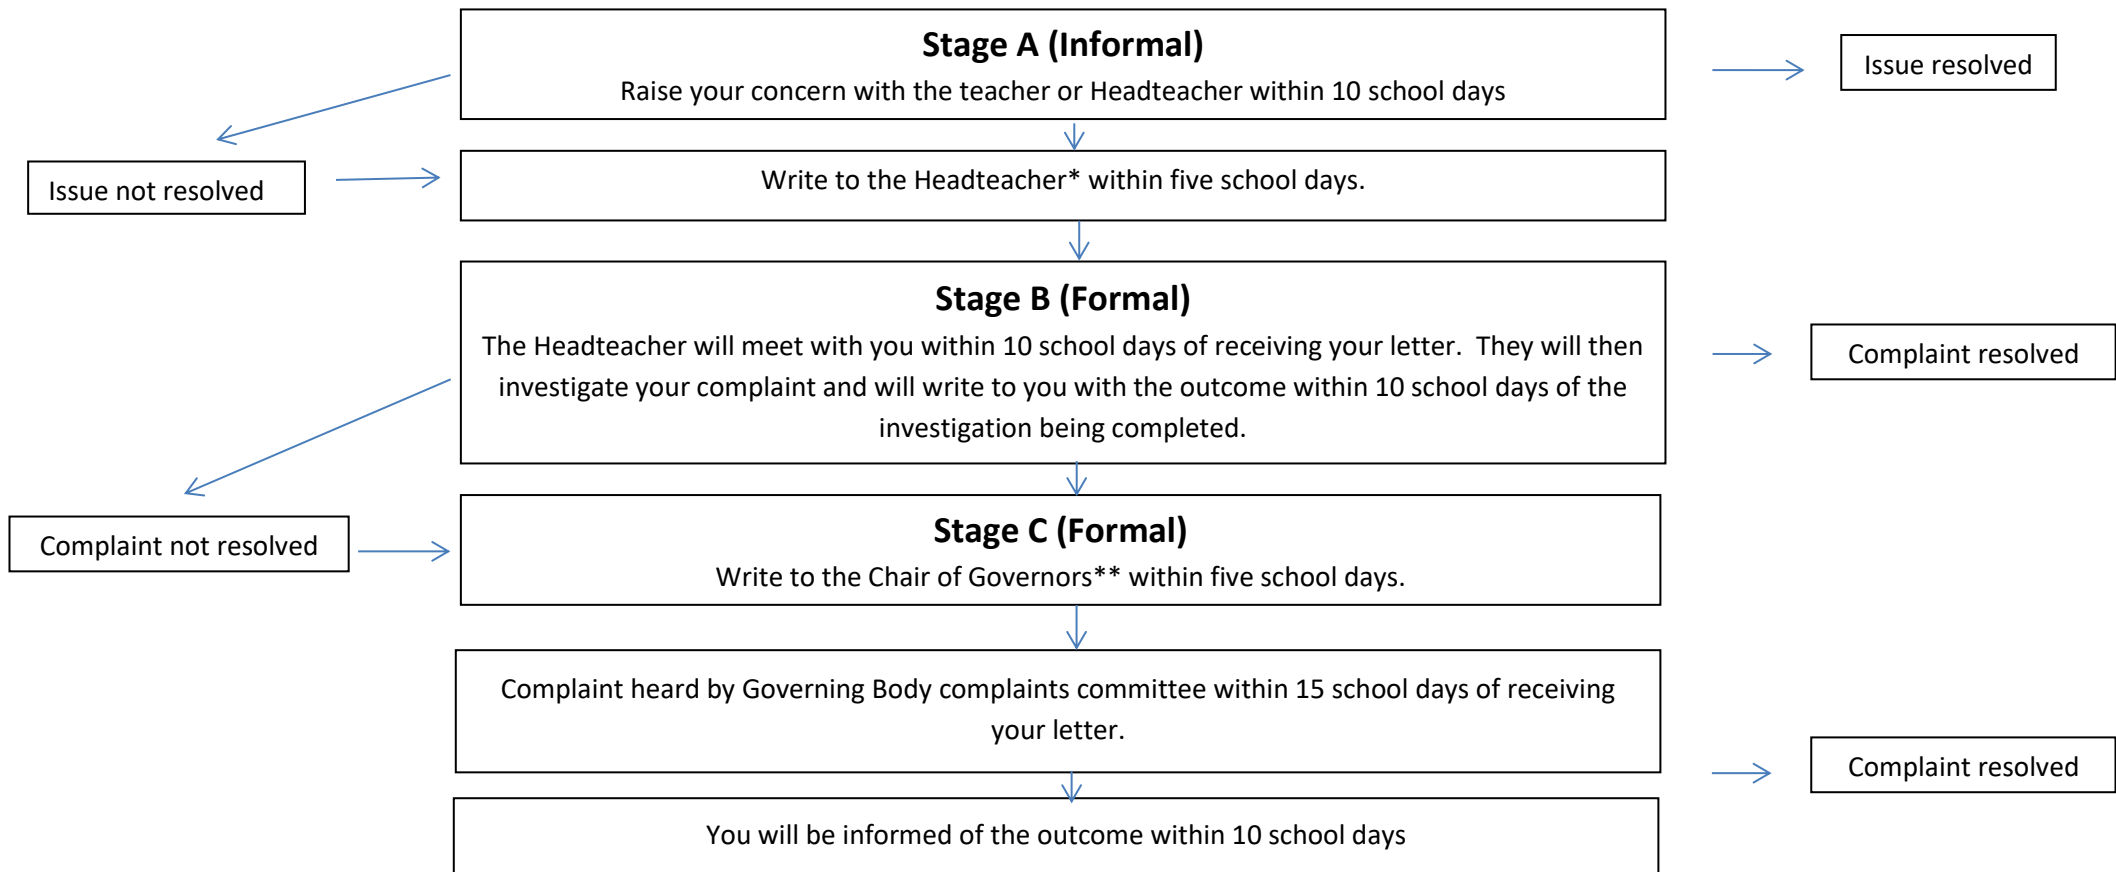 Stage A (Informal)
Raise your concern with the teacher or Headteacher within 10 school days
Issue resolved
Issue not resolved
Write to the Headteacher* within five school days.
Stage B (Formal)
The Headteacher will meet with you within 10 school days of receiving your letter.  They will then
investigate your complaint and will write to you with the outcome within 10 school days of the
investigation being completed.
Complaint resolved
Complaint not resolved
Stage C (Formal)
Write to the Chair of Governors** within five school days.
Complaint heard by Governing Body complaints committee within 15 school days of receiving
your letter.
Complaint resolved
You will be informed of the outcome within 10 school days